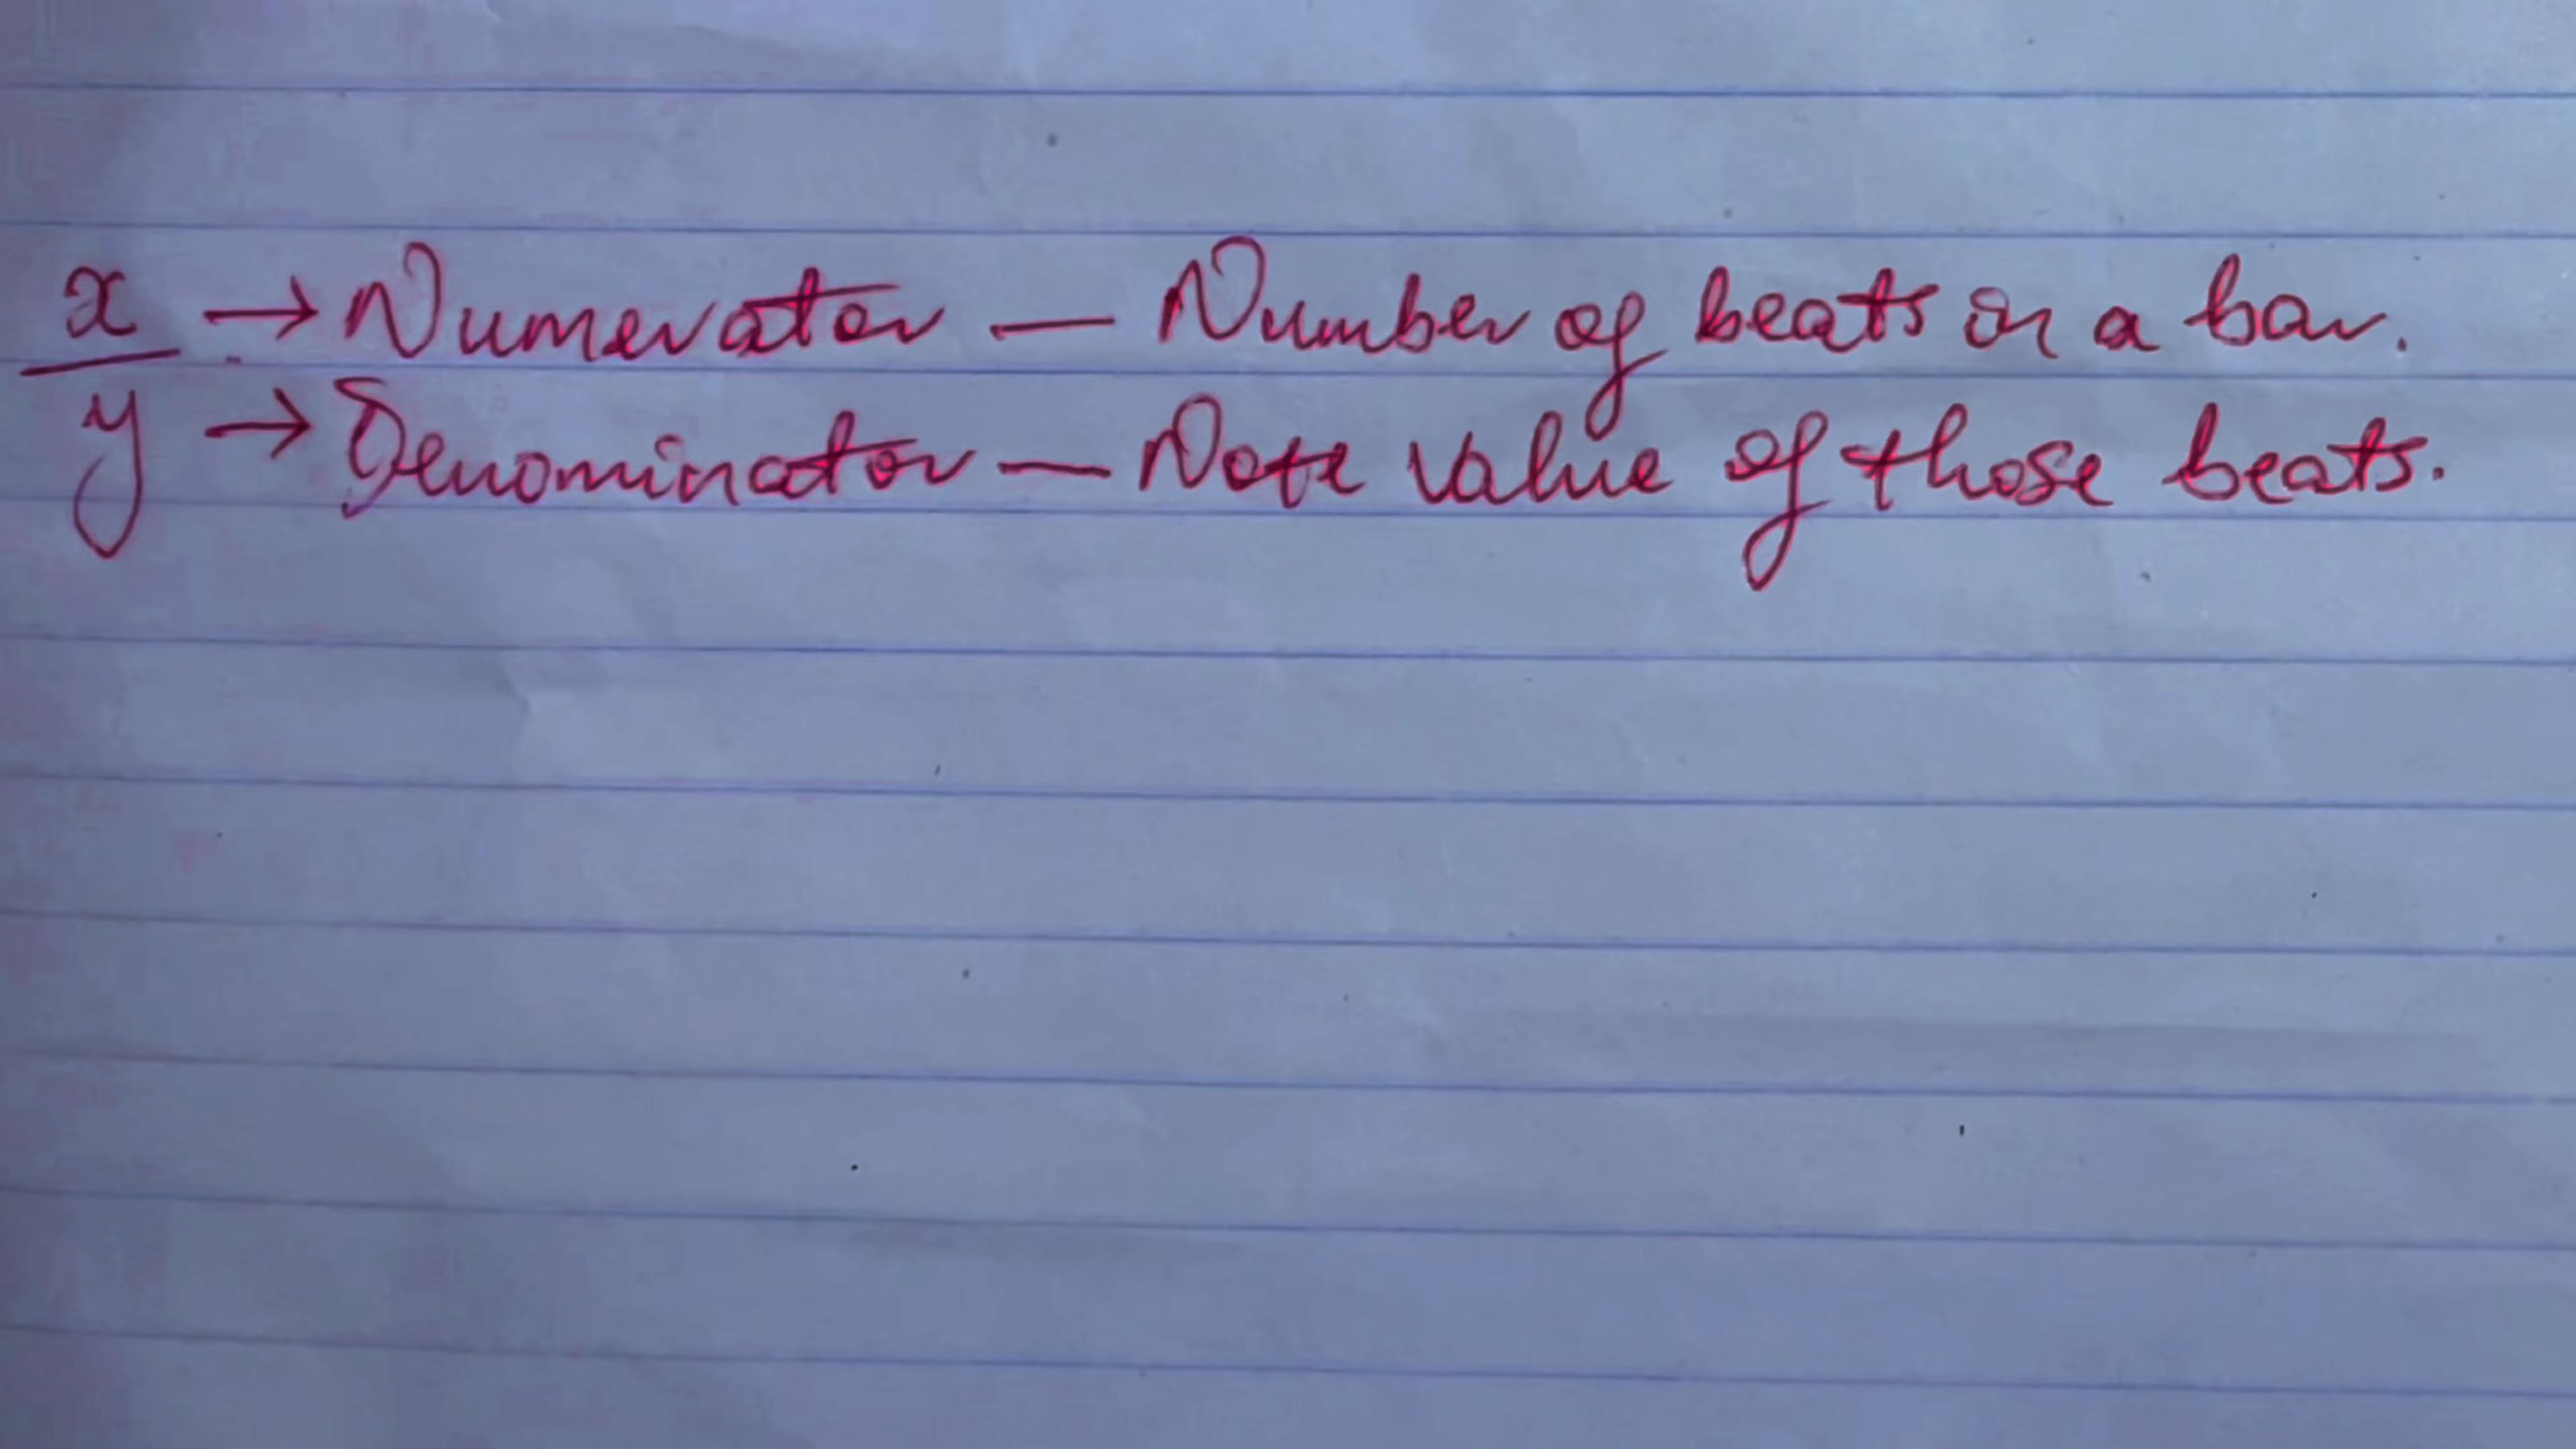 x → Numerator — Number of beats in a bar.
y → Denominator — Note value of those beats.